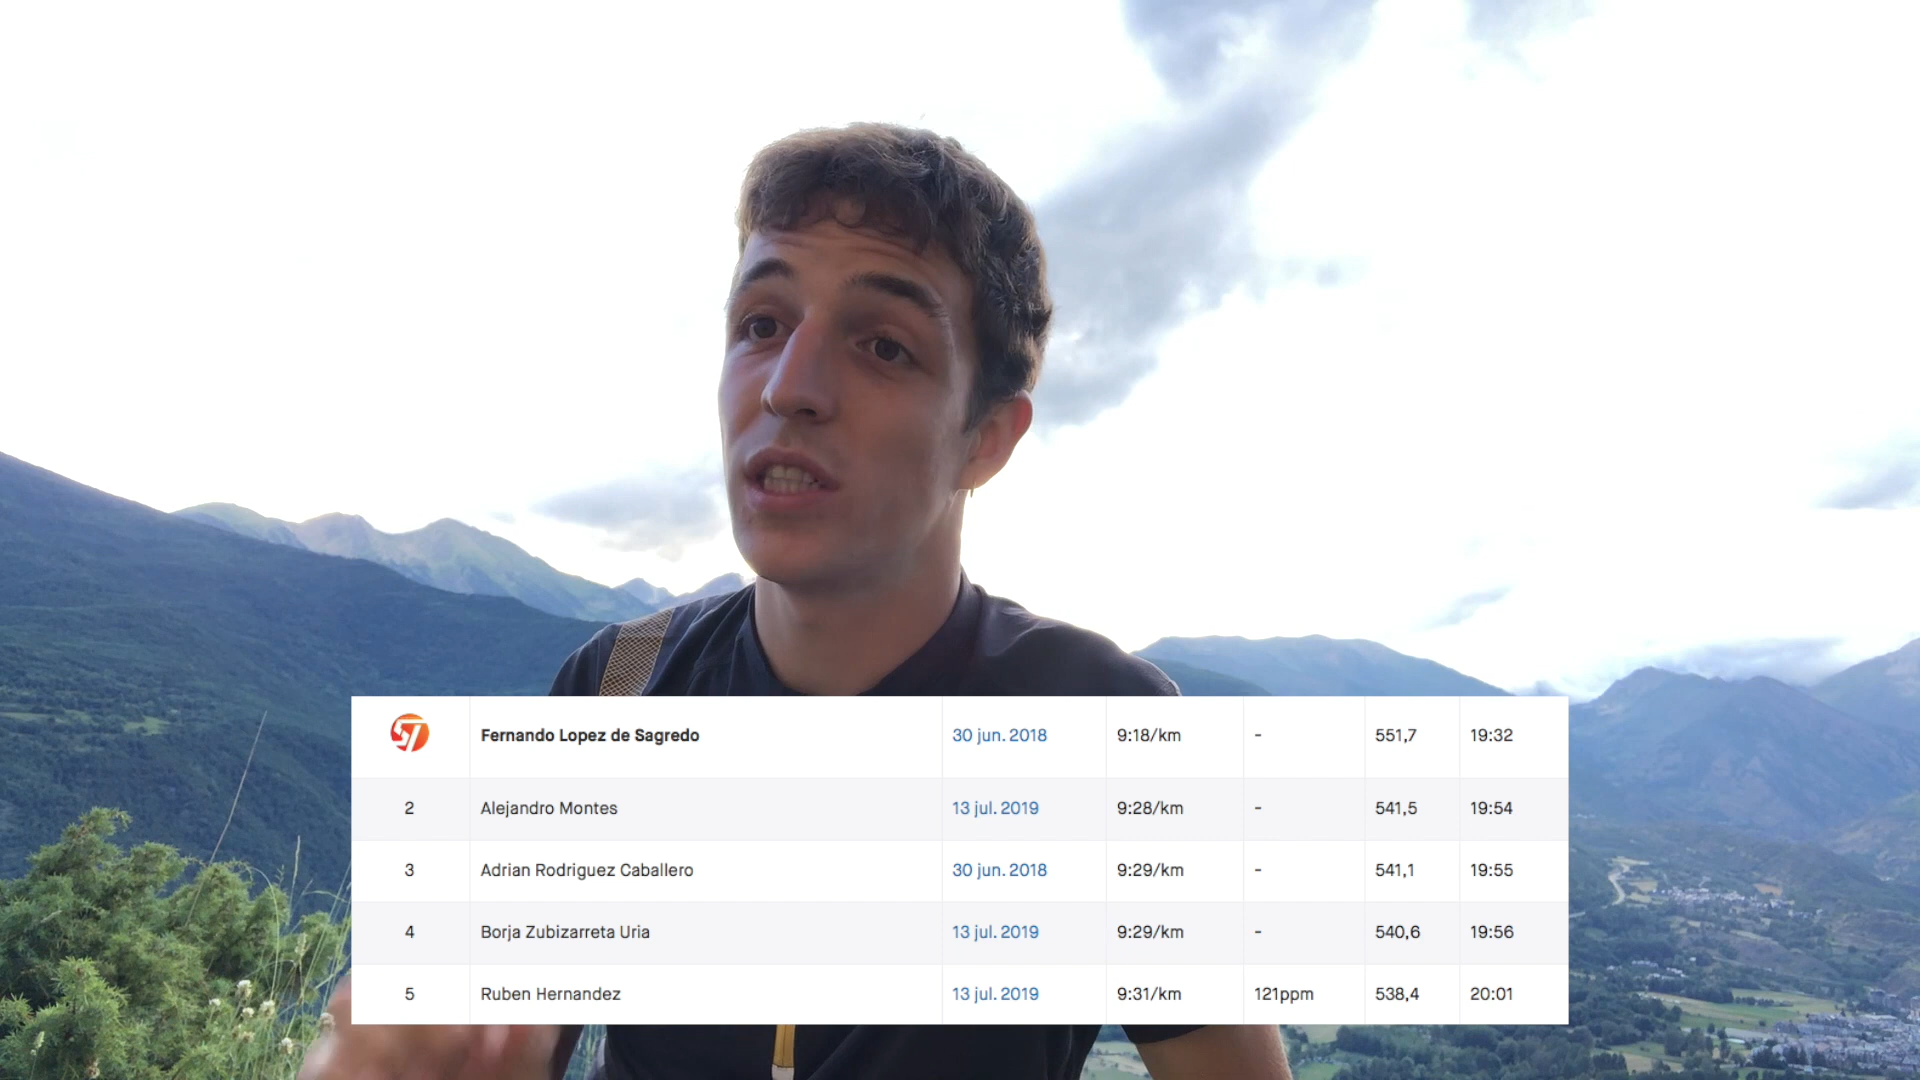 Fernando Lopez de Sagredo 30 jun. 2018 9:18/km - 551,7 19:32
2 Alejandro Montes 13 jul. 2019 9:28/km - 541,5 19:54
3 Adrian Rodriguez Caballero 30 jun. 2018 9:29/km - 541,1 19:55
4 Borja Zubizarreta Uria 13 jul. 2019 9:29/km - 540,6 19:56
5 Ruben Hernandez 13 jul. 2019 9:31/km 121ppm 538,4 20:01